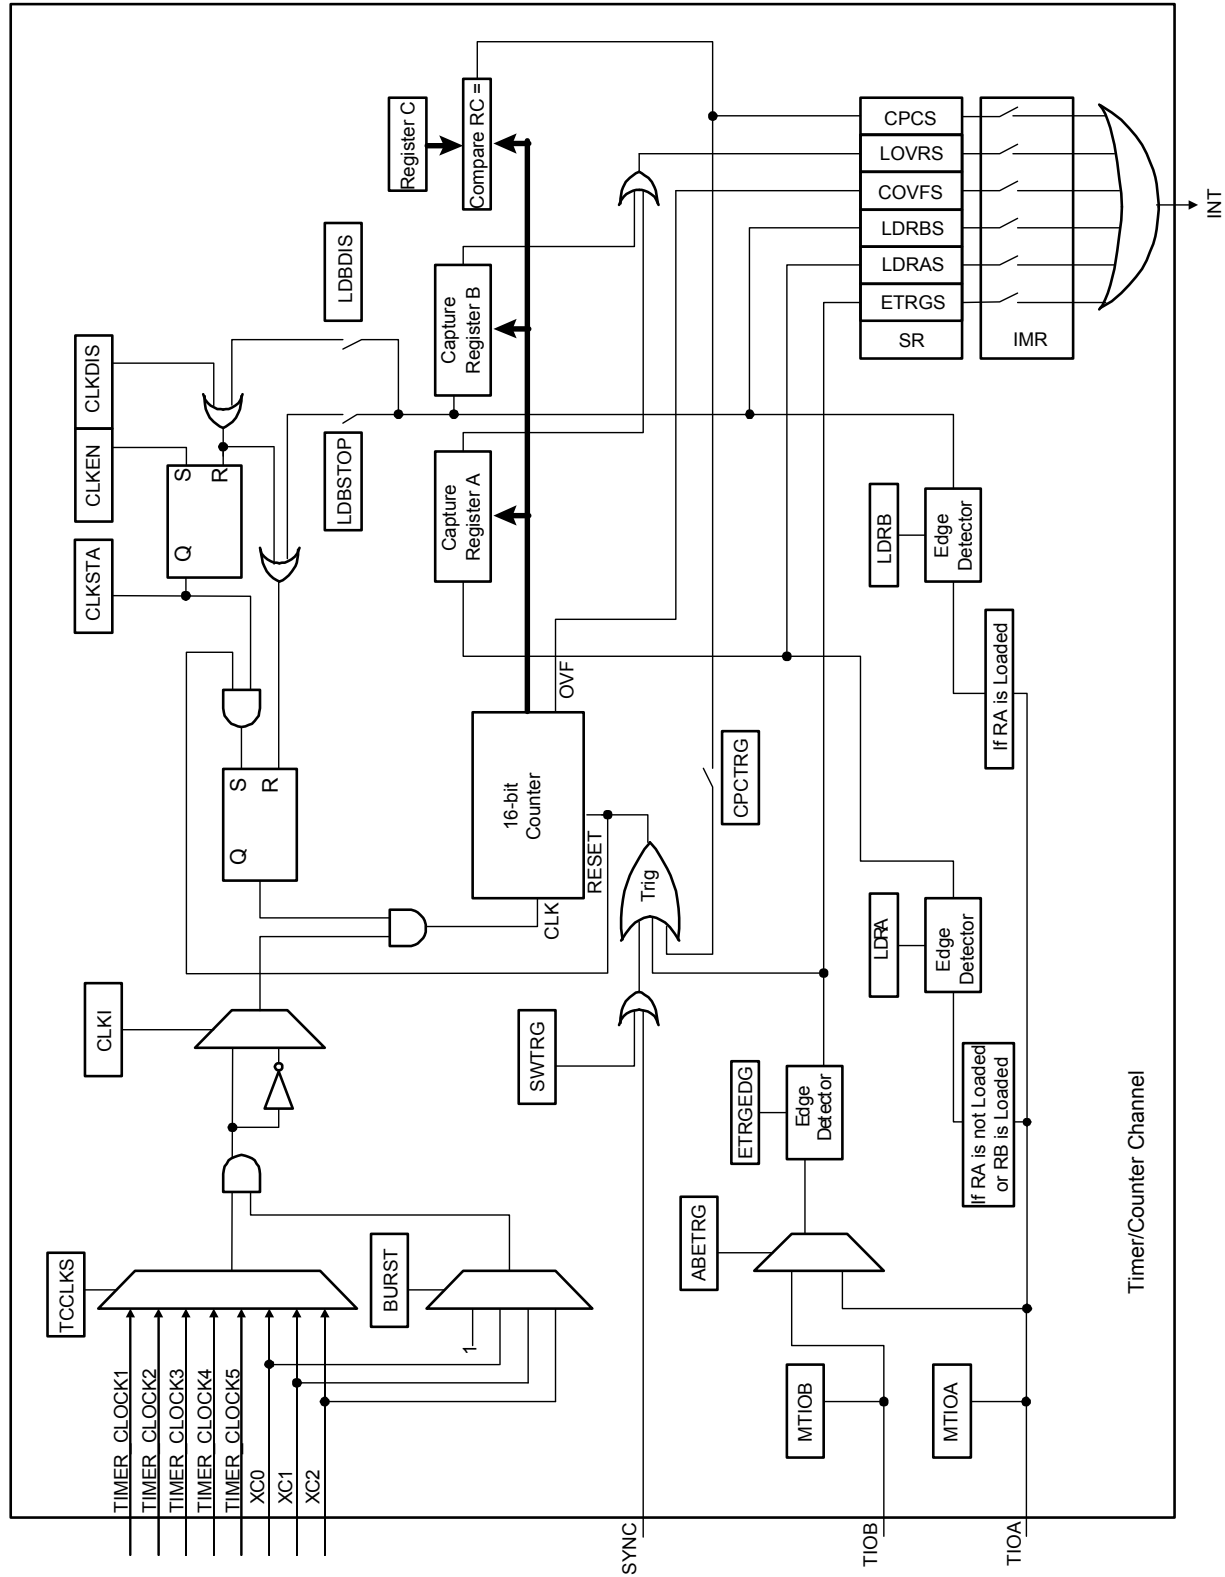 TCCLKS
TIMER_CLOCK1
TIMER_CLOCK2
TIMER_CLOCK3
TIMER_CLOCK4
TIMER_CLOCK5
XC0
XC1
XC2
BURST
1
CLKI
CLKSTA
CLKEN
CLKDIS
Q
S
R
Q
S
R
LDBSTOP
LDBDIS
Register C
Capture
Register A
Capture
Register B
Compare RC =
16-bit
Counter
CLK
OVF
RESET
SYNC
SWTRG
Trig
CPCTRG
TIOB
MTIOB
ABETRG
ETRGEDG
Edge
Detector
TIOA
MTIOA
If RA is not Loaded
or RB is Loaded
LDRA
Edge
Detector
If RA is Loaded
LDRB
Edge
Detector
CPCS
LOVRS
COVFS
LDRBS
LDRAS
ETRGS
SR
IMR
INT
Timer/Counter Channel